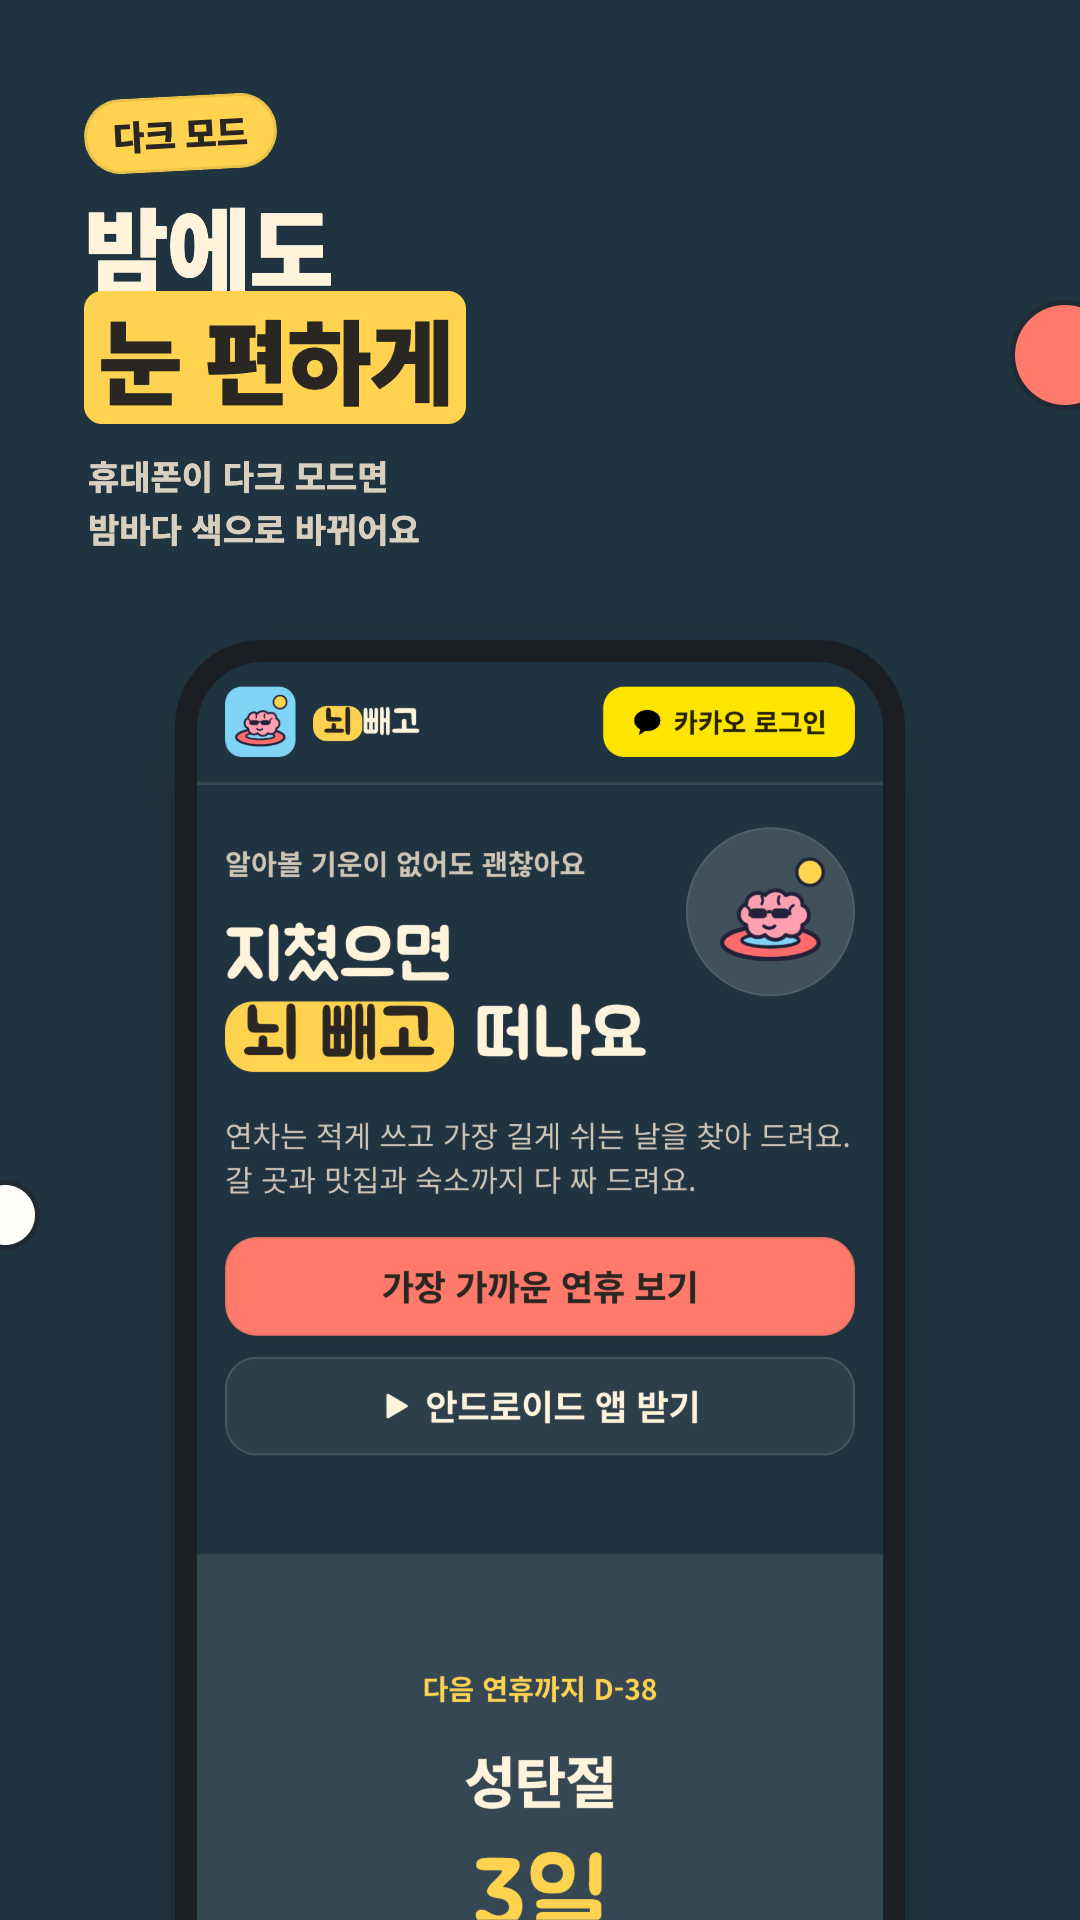 다크 모드
밤에도
눈 편하게
휴대폰이 다크 모드면
밤바다 색으로 바뀌어요
뇌빼고
카카오 로그인
알아볼 기운이 없어도 괜찮아요
지쳤으면
뇌 빼고 떠나요
연차는 적게 쓰고 가장 길게 쉬는 날을 찾아 드려요.
갈 곳과 맛집과 숙소까지 다 짜 드려요.
가장 가까운 연휴 보기
안드로이드 앱 받기
다음 연휴까지 D-38
성탄절
3일